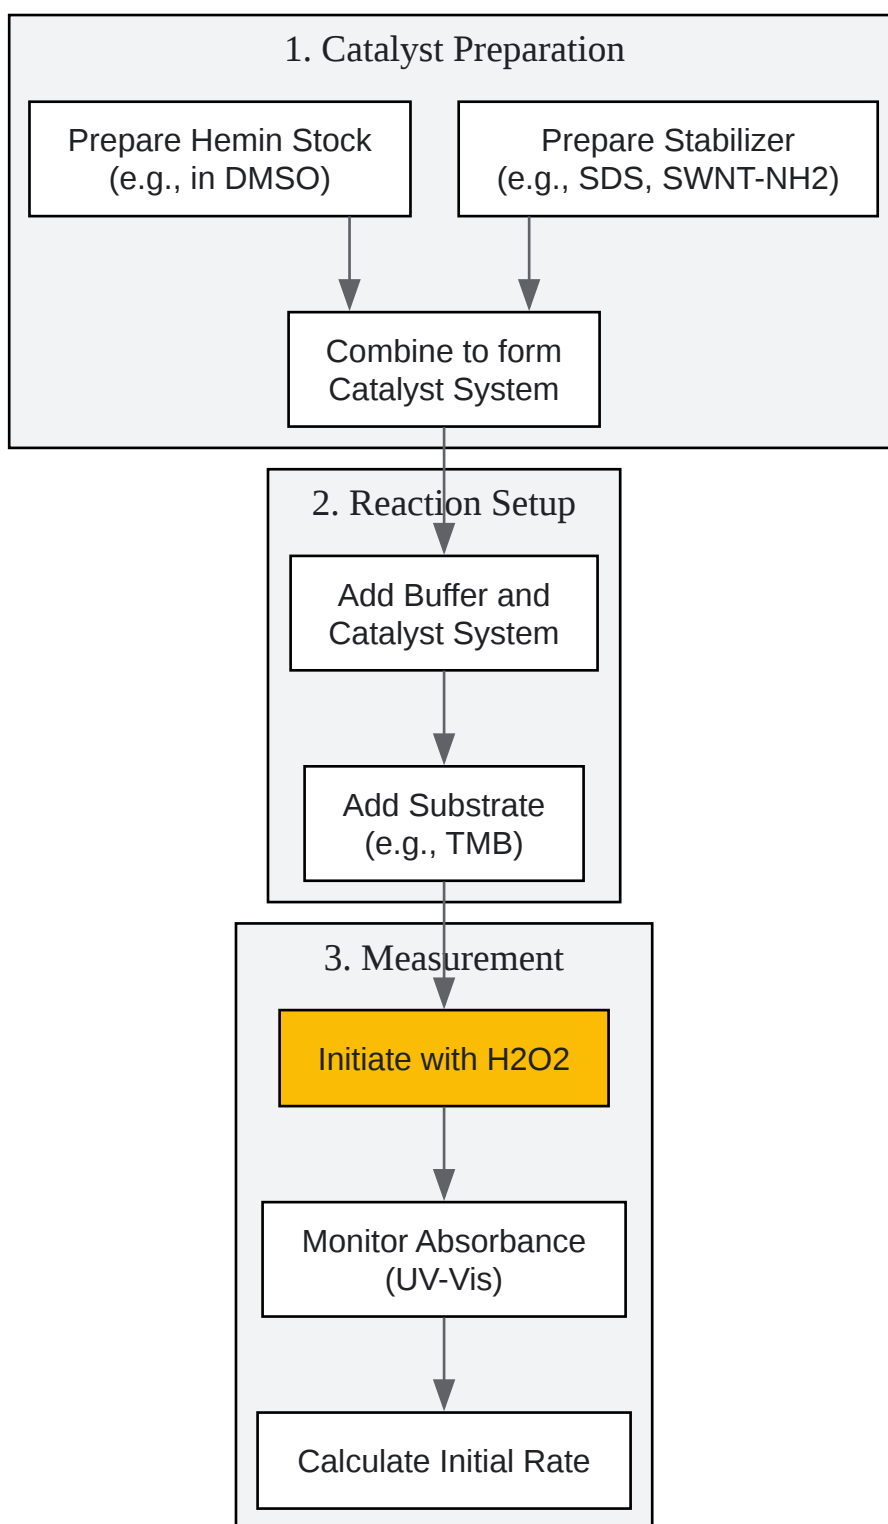 1. Catalyst Preparation
Prepare Hemin Stock
(e.g., in DMSO)
Prepare Stabilizer
(e.g., SDS, SWNT-NH2)
Combine to form
Catalyst System
2. Reaction Setup
Add Buffer and
Catalyst System
Add Substrate
(e.g., TMB)
3. Measurement
Initiate with H2O2
Monitor Absorbance
(UV-Vis)
Calculate Initial Rate